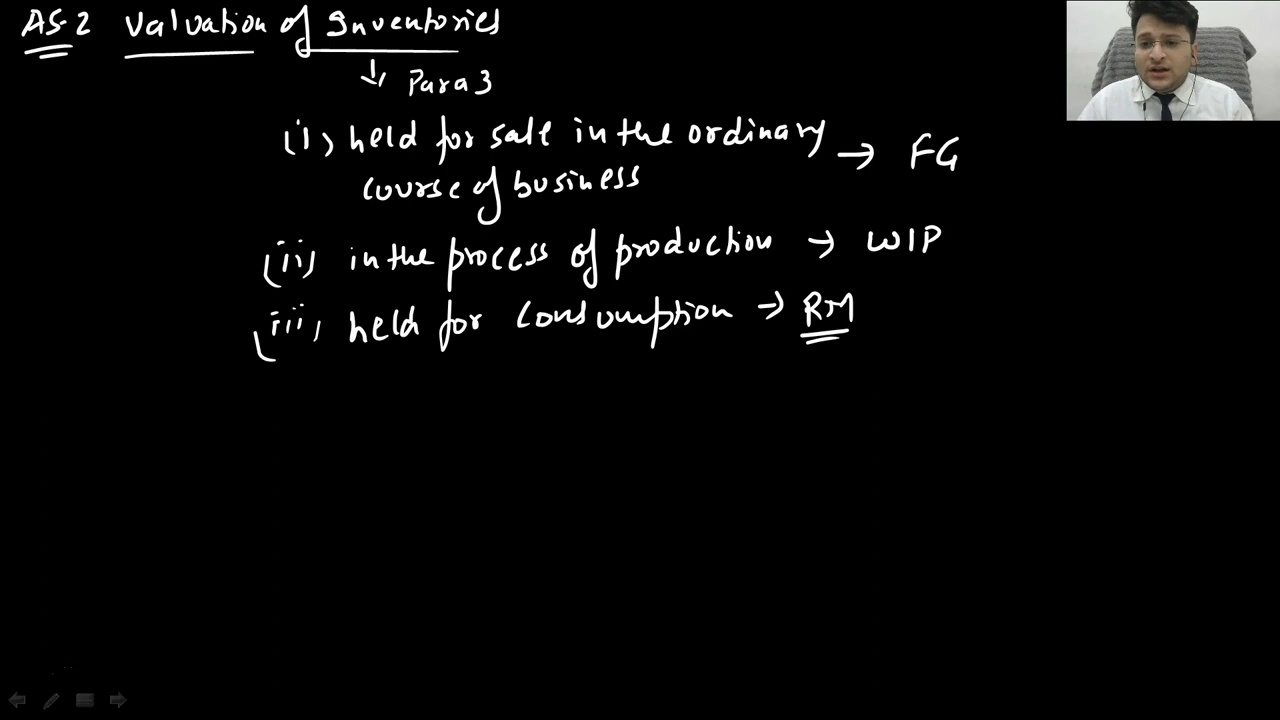 AS-2 Valuation of Inventories
↓ Para 3
(i) held for sale in the ordinary course of business → FG
(ii) in the process of production → WIP
(iii) held for consumption → RM